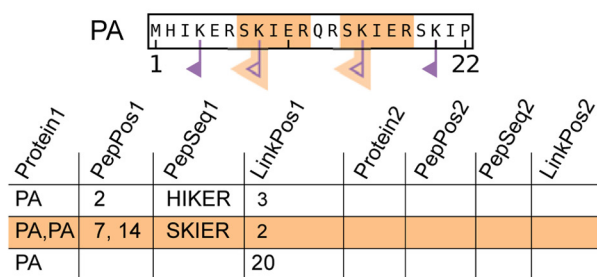 PA MHIKERSKIERQRSKIERSKIP
1 22
Protein1 PepPos1 PepSeq1 LinkPos1 Protein2 PepPos2 PepSeq2 LinkPos2
PA 2 HIKER 3
PA,PA 7, 14 SKIER 2
PA 20